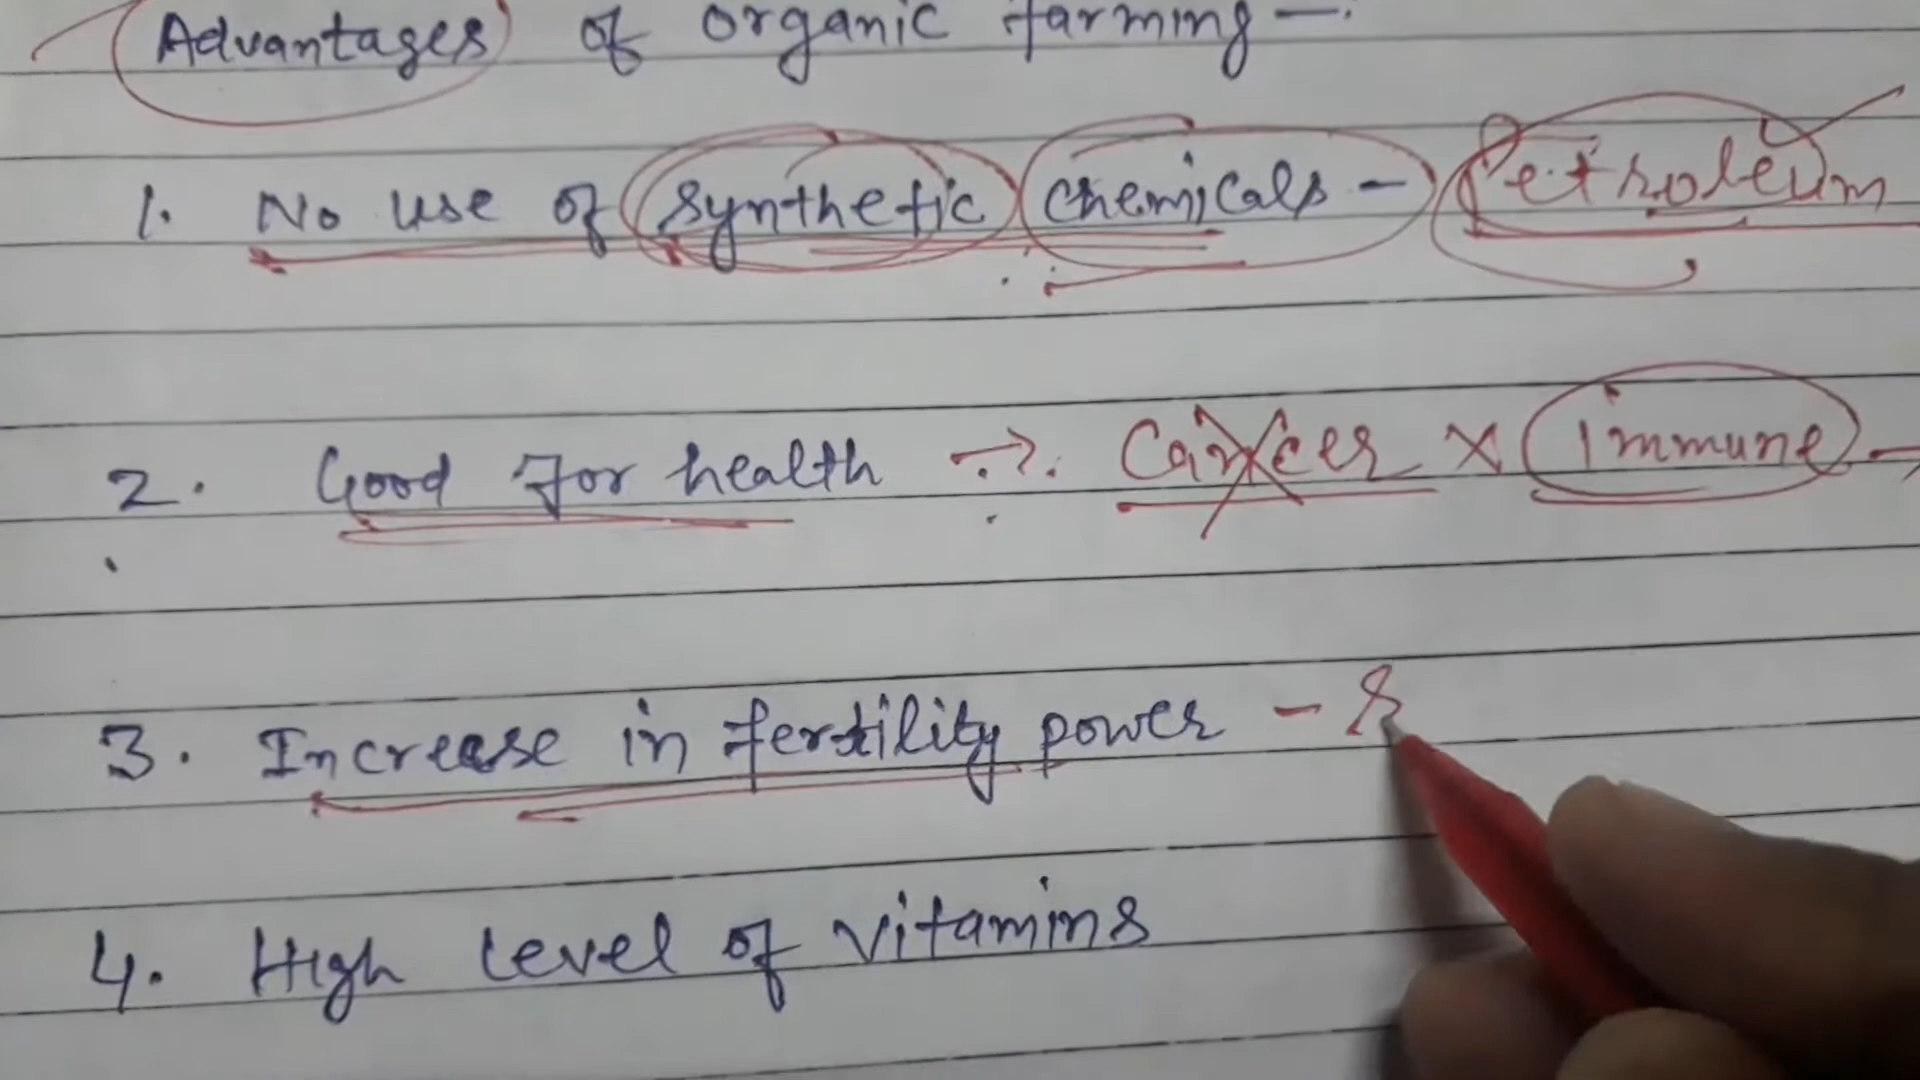 Advantages of organic farming -.
1. No use of synthetic chemicals - Petroleum
2. Good for health → Cancer × immune →
3. Increase in fertility power - S
4. High level of vitamins